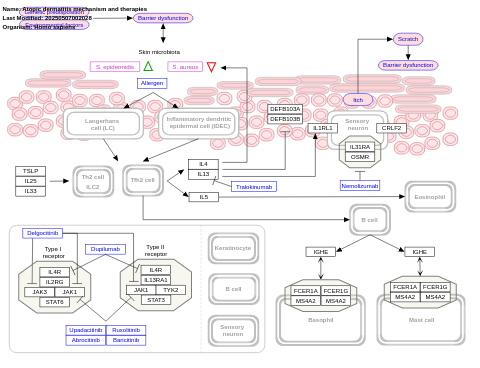 Name: Atopic dermatitis mechanism and therapies
Genetic predisposition
Last Modified: 20250507002028
Environmental factors
Organism: Homo sapiens
Barrier dysfunction
Skin microbiota
S. epidermidis
S. aureus
Allergen
Scratch
Barrier dysfunction
Itch
Langerhans
cell (LC)
Inflammatory dendritic
epidermal cell (IDEC)
DEFB103A
DEFB103B
IL1RL1
Sensory
neuron
CRLF2
IL31RA
OSMR
TSLP
IL25
IL33
Th2 cell
ILC2
Tfh2 cell
IL4
IL13
IL5
Tralokinumab
Nemolizumab
Eosinophil
B cell
Delgocitinib
Dupilumab
Type I
receptor
Type II
receptor
IL4R
IL2RG
JAK3
JAK1
STAT6
IL4R
IL13RA1
JAK1
TYK2
STAT3
Upadacitinib
Ruxolitinib
Abrocitinib
Baricitinib
Keratinocyte
B cell
Sensory
neuron
IGHE
IGHE
FCER1A
FCER1G
MS4A2
MS4A2
Basophil
FCER1A
FCER1G
MS4A2
MS4A2
Mast cell